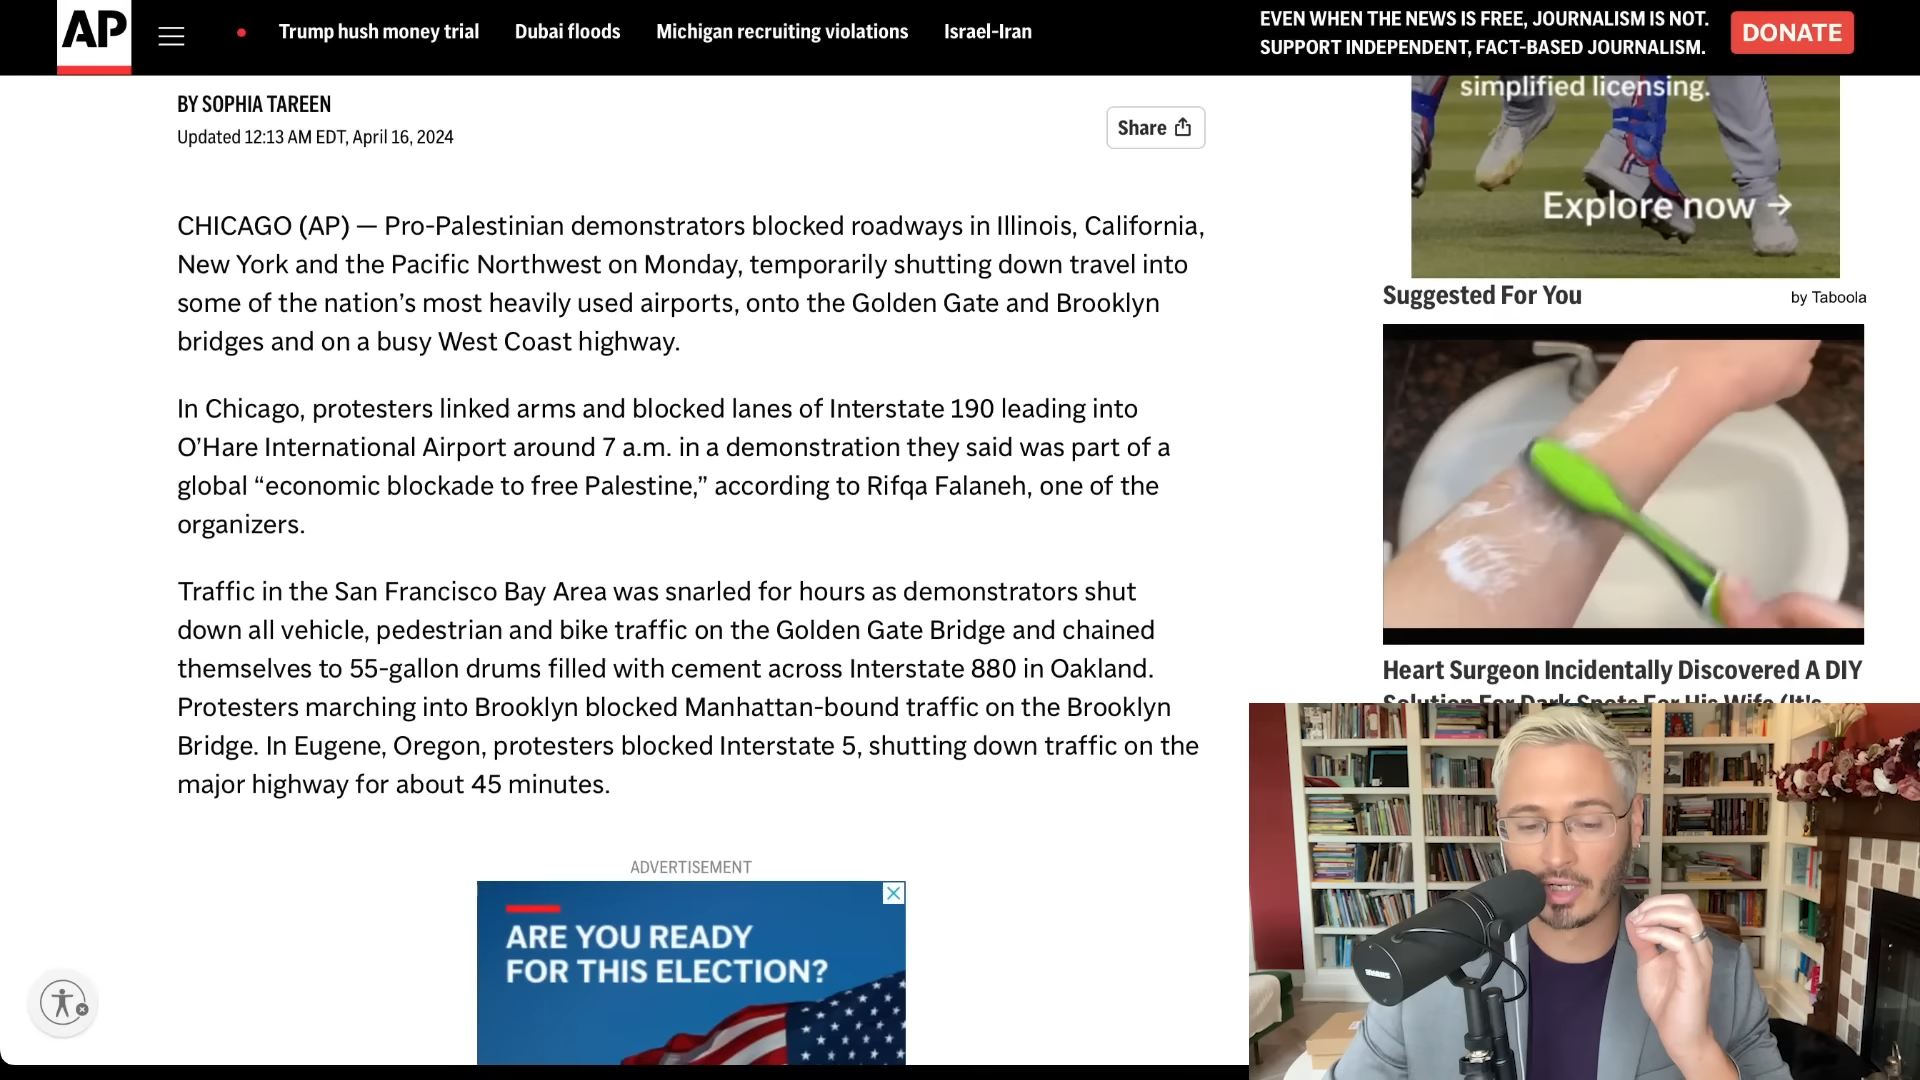 AP
Trump hush money trial
Dubai floods
Michigan recruiting violations
Israel-Iran
EVEN WHEN THE NEWS IS FREE, JOURNALISM IS NOT.
SUPPORT INDEPENDENT, FACT-BASED JOURNALISM.
DONATE
BY SOPHIA TAREEN
Updated 12:13 AM EDT, April 16, 2024
Share
CHICAGO (AP) — Pro-Palestinian demonstrators blocked roadways in Illinois, California,
New York and the Pacific Northwest on Monday, temporarily shutting down travel into
some of the nation’s most heavily used airports, onto the Golden Gate and Brooklyn
bridges and on a busy West Coast highway.
In Chicago, protesters linked arms and blocked lanes of Interstate 190 leading into
O’Hare International Airport around 7 a.m. in a demonstration they said was part of a
global “economic blockade to free Palestine,” according to Rifqa Falaneh, one of the
organizers.
Traffic in the San Francisco Bay Area was snarled for hours as demonstrators shut
down all vehicle, pedestrian and bike traffic on the Golden Gate Bridge and chained
themselves to 55-gallon drums filled with cement across Interstate 880 in Oakland.
Protesters marching into Brooklyn blocked Manhattan-bound traffic on the Brooklyn
Bridge. In Eugene, Oregon, protesters blocked Interstate 5, shutting down traffic on the
major highway for about 45 minutes.
ADVERTISEMENT
ARE YOU READY
FOR THIS ELECTION?
simplified licensing.
Explore now →
Suggested For You
by Taboola
Heart Surgeon Incidentally Discovered A DIY
Solution For Dark Spots For His Wife (It's